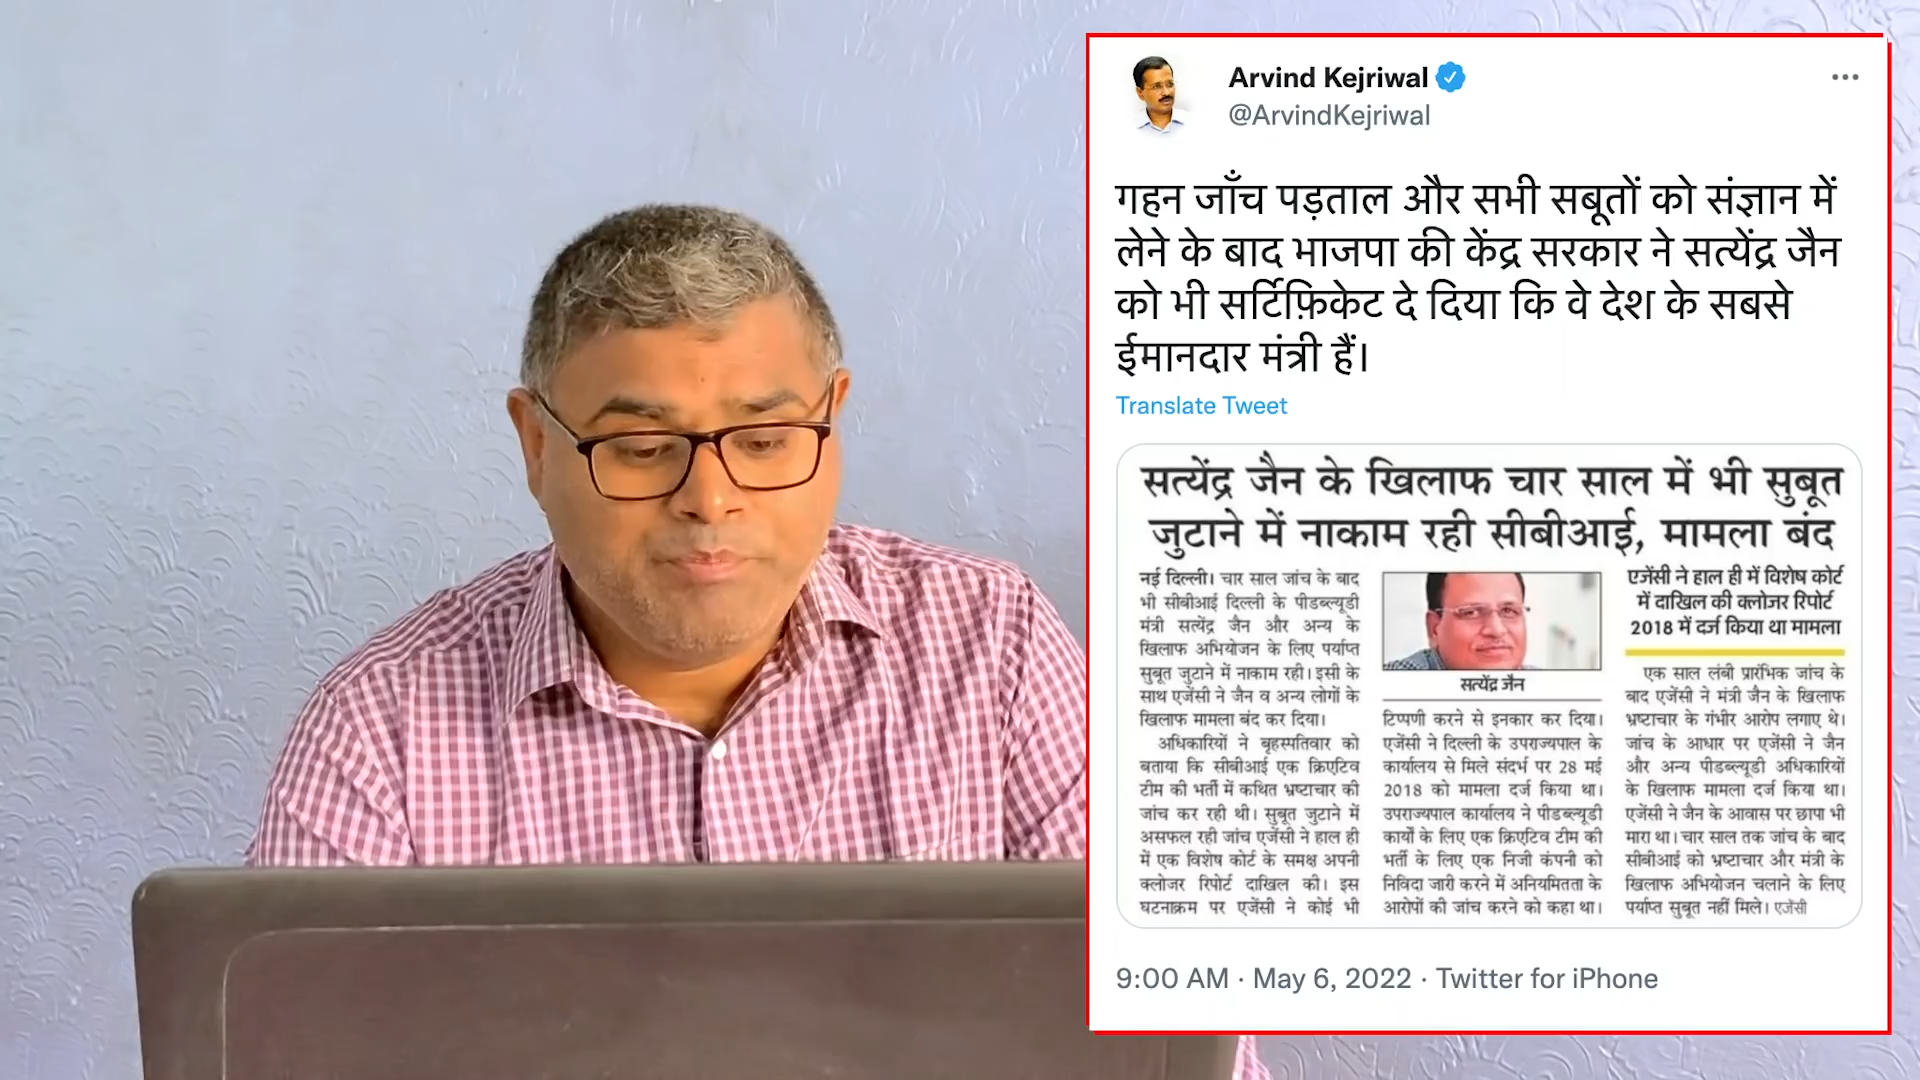 Arvind Kejriwal
@ArvindKejriwal
गहन जाँच पड़ताल और सभी सबूतों को संज्ञान में
लेने के बाद भाजपा की केंद्र सरकार ने सत्येंद्र जैन
को भी सर्टिफ़िकेट दे दिया कि वे देश के सबसे
ईमानदार मंत्री हैं।
Translate Tweet
सत्येंद्र जैन के खिलाफ चार साल में भी सुबूत
जुटाने में नाकाम रही सीबीआई, मामला बंद
नई दिल्ली। चार साल जांच के बाद
भी सीबीआई दिल्ली के पीडब्ल्यूडी
मंत्री सत्येंद्र जैन और अन्य के
खिलाफ अभियोजन के लिए पर्याप्त
सुबूत जुटाने में नाकाम रही। इसी के
साथ एजेंसी ने जैन व अन्य लोगों के
खिलाफ मामला बंद कर दिया।
अधिकारियों ने बृहस्पतिवार को
बताया कि सीबीआई एक क्रिएटिव
टीम की भर्ती में कथित भ्रष्टाचार की
जांच कर रही थी। सुबूत जुटाने में
असफल रही जांच एजेंसी ने हाल ही
में एक विशेष कोर्ट के समक्ष अपनी
क्लोजर रिपोर्ट दाखिल की। इस
घटनाक्रम पर एजेंसी ने कोई भी
सत्येंद्र जैन
टिप्पणी करने से इनकार कर दिया।
एजेंसी ने दिल्ली के उपराज्यपाल के
कार्यालय से मिले संदर्भ पर 28 मई
2018 को मामला दर्ज किया था।
उपराज्यपाल कार्यालय ने पीडब्ल्यूडी
कार्यों के लिए एक क्रिएटिव टीम की
भर्ती के लिए एक निजी कंपनी को
निविदा जारी करने में अनियमितता के
आरोपों की जांच करने को कहा था।
एजेंसी ने हाल ही में विशेष कोर्ट
में दाखिल की क्लोजर रिपोर्ट
2018 में दर्ज किया था मामला
एक साल लंबी प्रारंभिक जांच के
बाद एजेंसी ने मंत्री जैन के खिलाफ
भ्रष्टाचार के गंभीर आरोप लगाए थे।
जांच के आधार पर एजेंसी ने जैन
और अन्य पीडब्ल्यूडी अधिकारियों
के खिलाफ मामला दर्ज किया था।
एजेंसी ने जैन के आवास पर छापा भी
मारा था। चार साल तक जांच के बाद
सीबीआई को भ्रष्टाचार और मंत्री के
खिलाफ अभियोजन चलाने के लिए
पर्याप्त सुबूत नहीं मिले। एजेंसी
9:00 AM · May 6, 2022 · Twitter for iPhone